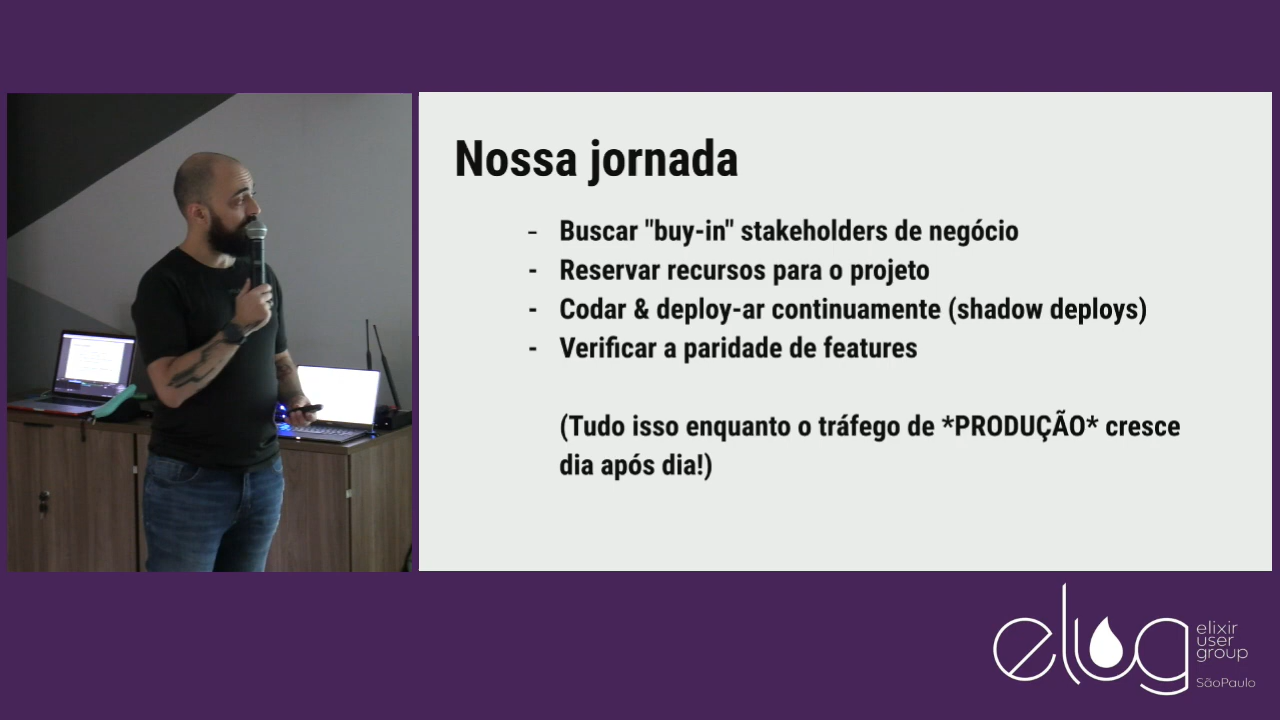 Nossa jornada
- Buscar "buy-in" stakeholders de negócio
- Reservar recursos para o projeto
- Codar & deploy-ar continuamente (shadow deploys)
- Verificar a paridade de features
(Tudo isso enquanto o tráfego de *PRODUÇÃO* cresce
dia após dia!)
elug
elixir
user
group
SãoPaulo